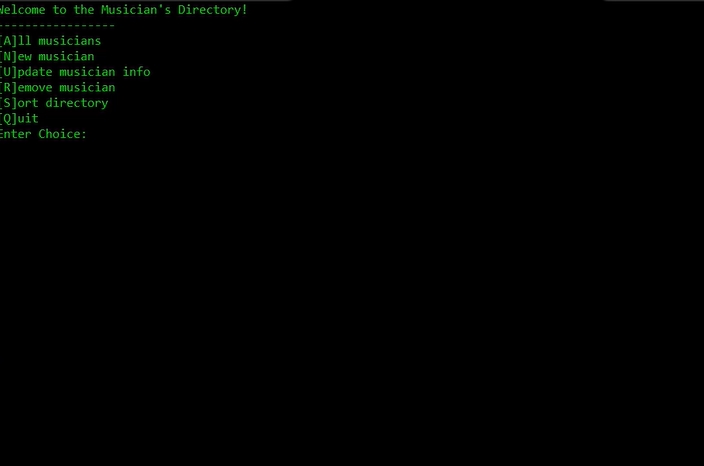 Welcome to the Musician's Directory!
-----------------
[A]ll musicians
[N]ew musician
[U]pdate musician info
[R]emove musician
[S]ort directory
[Q]uit
Enter Choice: